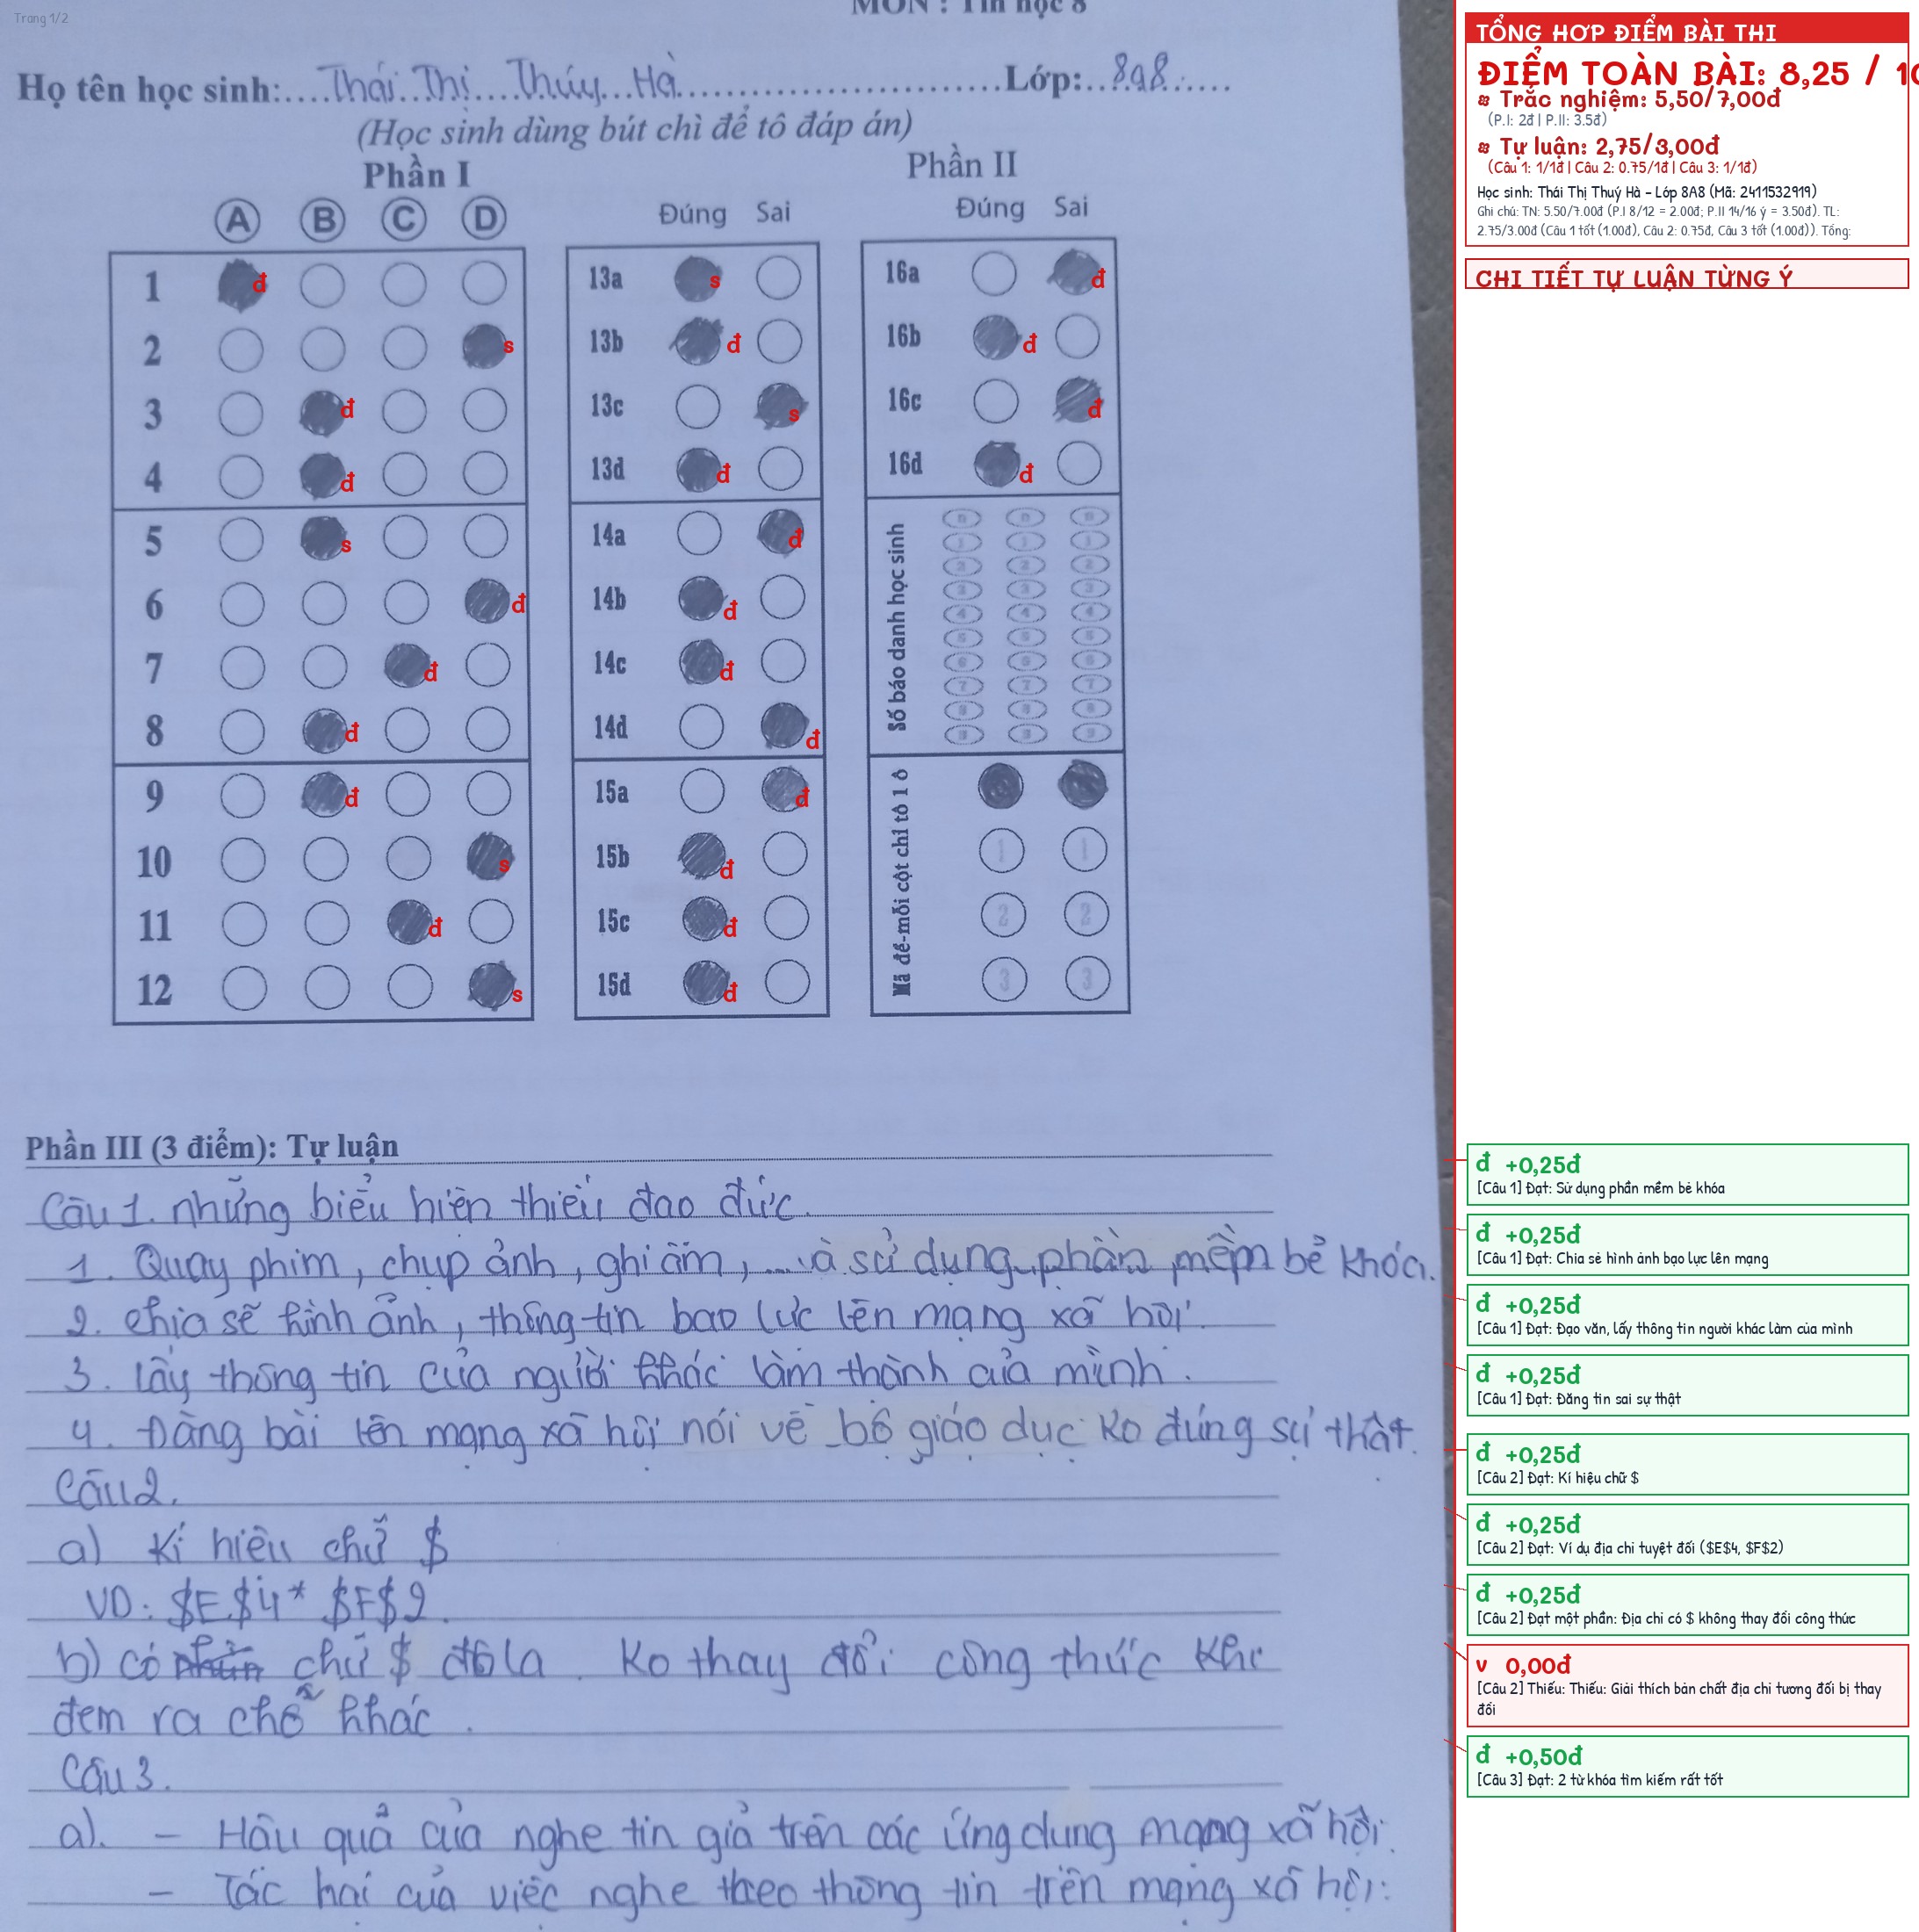 Trang 1/2
MÔN : Tin học 8
Họ tên học sinh:....Thái...Thị....Thúy...Hà..........................Lớp:...8a8......
(Học sinh dùng bút chì để tô đáp án)
Phần I
Phần II
A B C D
Đúng Sai
Đúng Sai
1 đ
2 s
3 đ
4 đ
5 s
6 đ
7 đ
8 đ
9 đ
10 s
11 đ
12 s
13a s
13b đ
13c s
13d đ
14a đ
14b đ
14c đ
14d đ
15a đ
15b đ
15c đ
15d đ
16a đ
16b đ
16c đ
16d đ
Số báo danh học sinh
Mã đề-mỗi cột chỉ tô 1 ô
1 1
2 2
3 3
Phần III (3 điểm): Tự luận
Câu 1. những biểu hiện thiếu đạo đức.
1. Quay phim, chụp ảnh, ghi âm, ... và sử dụng phần mềm bẻ khóa.
2. chia sẽ hình ảnh, thông tin bạo lực lên mạng xã hội.
3. lấy thông tin của người khác làm thành của mình.
4. Đăng bài lên mạng xã hội nói về bộ giáo dục ko đúng sự thật.
Câu 2.
a) Kí hiệu chữ $
VD: $E$4* $F$2.
b) có chữ $ đôla. Ko thay đổi công thức khi
đem ra chỗ khác.
Câu 3.
a). – Hậu quả của nghe tin giả trên các ứng dụng mạng xã hội.
– Tác hại của việc nghe theo thông tin trên mạng xã hội.
TỔNG HỢP ĐIỂM BÀI THI
ĐIỂM TOÀN BÀI: 8,25 / 10
Trắc nghiệm: 5,50/7,00đ
(P.I: 2đ | P.II: 3.5đ)
Tự luận: 2,75/3,00đ
(Câu 1: 1/1đ | Câu 2: 0.75/1đ | Câu 3: 1/1đ)
Học sinh: Thái Thị Thuý Hà - Lớp 8A8 (Mã: 2411532919)
Ghi chú: TN: 5.50/7.00đ (P.I 8/12 = 2.00đ; P.II 14/16 ý = 3.50đ). TL:
2.75/3.00đ (Câu 1 tốt (1.00đ), Câu 2: 0.75đ, Câu 3 tốt (1.00đ)). Tổng:
CHI TIẾT TỰ LUẬN TỪNG Ý
đ +0,25đ
[Câu 1] Đạt: Sử dụng phần mềm bẻ khóa
đ +0,25đ
[Câu 1] Đạt: Chia sẻ hình ảnh bạo lực lên mạng
đ +0,25đ
[Câu 1] Đạt: Đạo văn, lấy thông tin người khác làm của mình
đ +0,25đ
[Câu 1] Đạt: Đăng tin sai sự thật
đ +0,25đ
[Câu 2] Đạt: Kí hiệu chữ $
đ +0,25đ
[Câu 2] Đạt: Ví dụ địa chỉ tuyệt đối ($E$4, $F$2)
đ +0,25đ
[Câu 2] Đạt một phần: Địa chỉ có $ không thay đổi công thức
v 0,00đ
[Câu 2] Thiếu: Thiếu: Giải thích bản chất địa chỉ tương đối bị thay
đổi
đ +0,50đ
[Câu 3] Đạt: 2 từ khóa tìm kiếm rất tốt